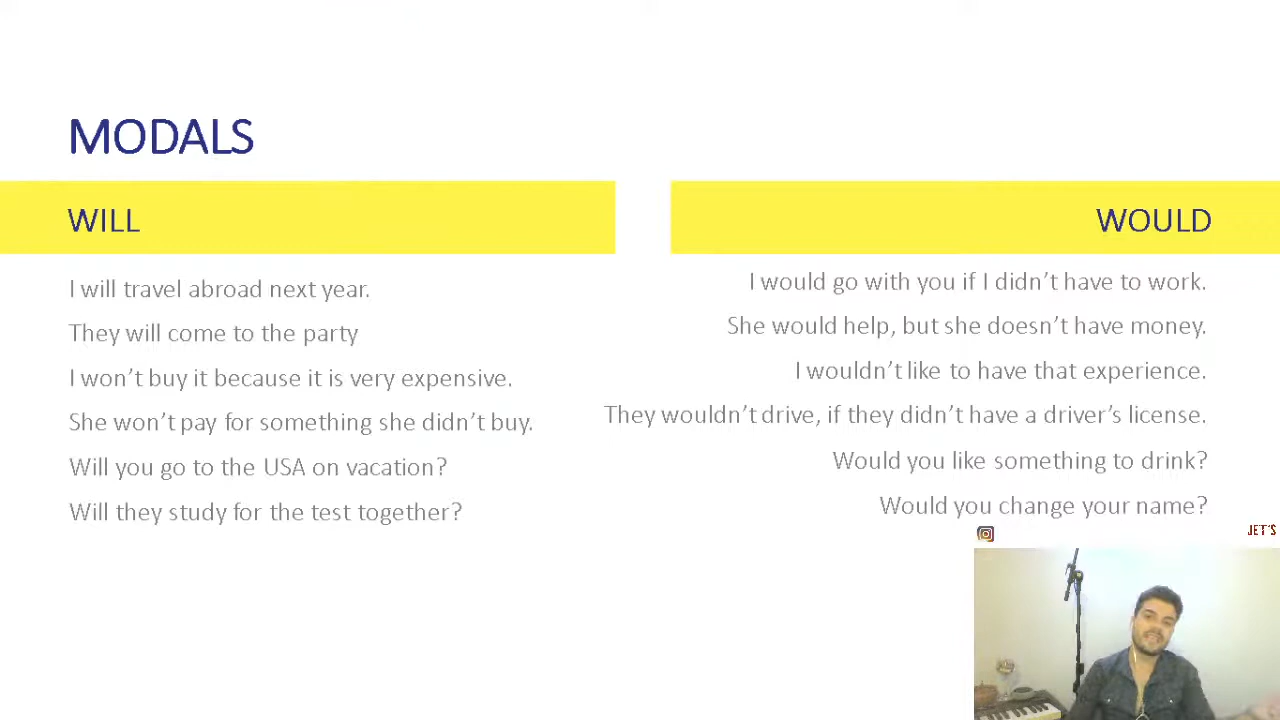 MODALS
WILL
I will travel abroad next year.
They will come to the party
I won’t buy it because it is very expensive.
She won’t pay for something she didn’t buy.
Will you go to the USA on vacation?
Will they study for the test together?
WOULD
I would go with you if I didn’t have to work.
She would help, but she doesn’t have money.
I wouldn’t like to have that experience.
They wouldn’t drive, if they didn’t have a driver’s license.
Would you like something to drink?
Would you change your name?
JET'S